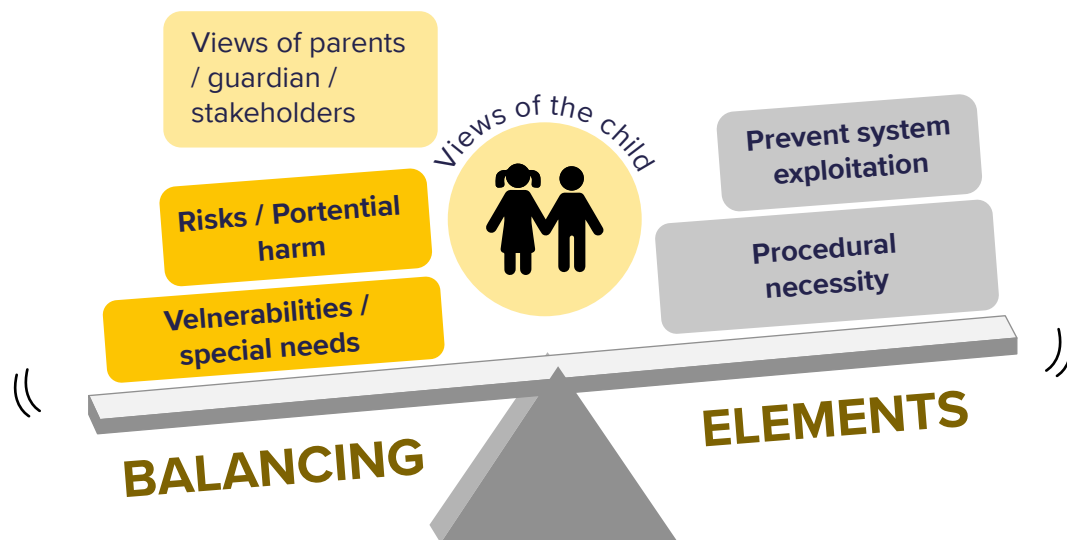 Views of parents
/ guardian /
stakeholders
Risks / Portential
harm
Velnerabilities /
special needs
Views of the child
Prevent system
exploitation
Procedural
necessity
BALANCING
ELEMENTS